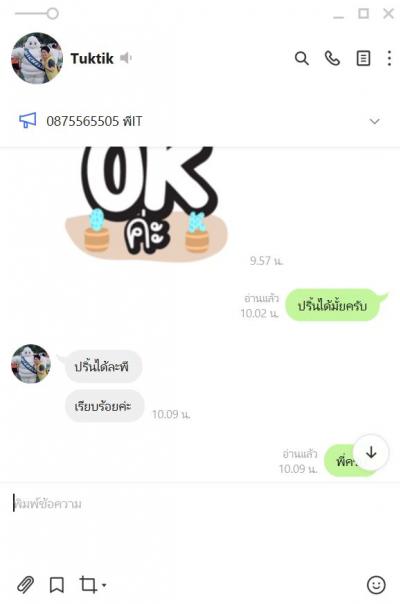 Tuktik
0875565505 พี่IT
OK
ค่ะ
9.57 น.
อ่านแล้ว
10.02 น.
ปริ้นได้มั้ยครับ
ปริ้นได้ละพี่
เรียบร้อยค่ะ
10.09 น.
อ่านแล้ว
10.09 น.
พิมพ์ข้อความ